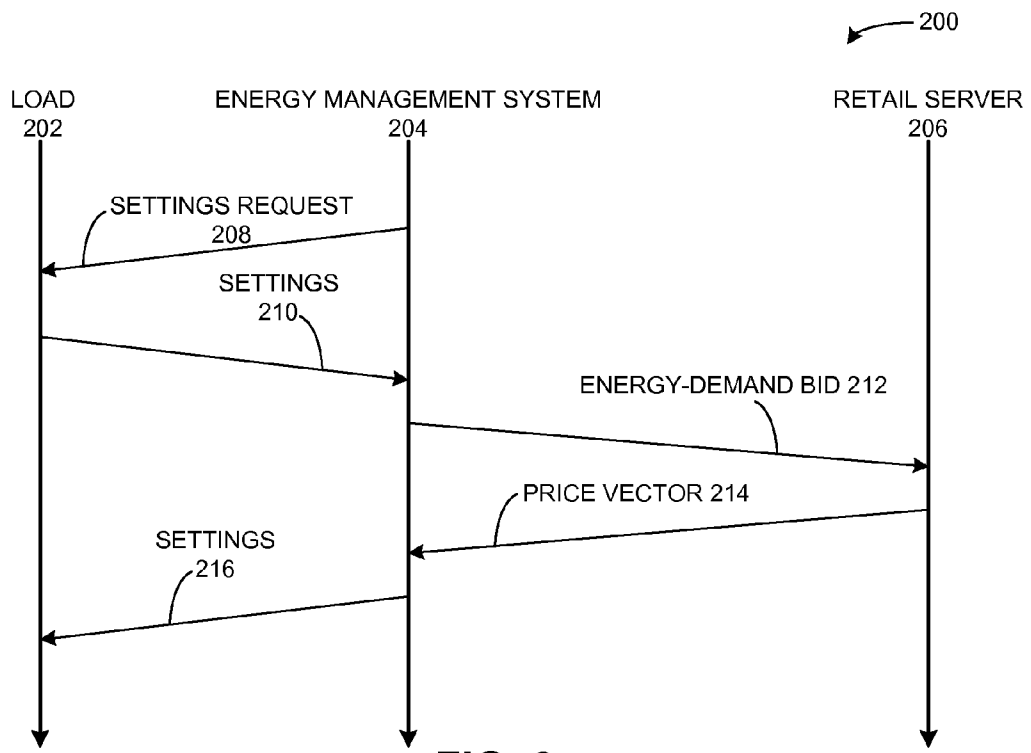 200
LOAD
202
ENERGY MANAGEMENT SYSTEM
204
RETAIL SERVER
206
SETTINGS REQUEST
208
SETTINGS
210
ENERGY-DEMAND BID 212
PRICE VECTOR 214
SETTINGS
216